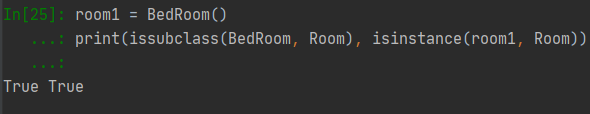 In[25]: room1 = BedRoom()
...: print(issubclass(BedRoom, Room), isinstance(room1, Room))
...:
True True